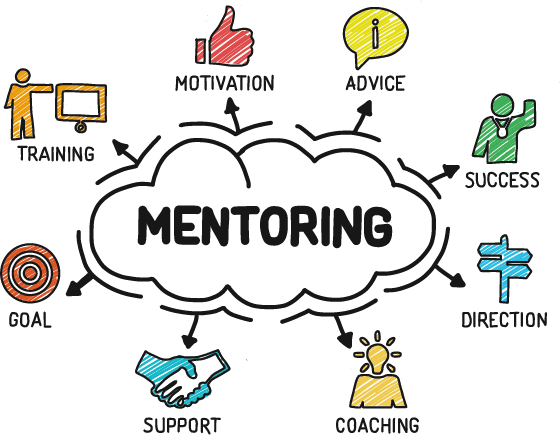 MOTIVATION
ADVICE
TRAINING
SUCCESS
MENTORING
GOAL
DIRECTION
SUPPORT
COACHING